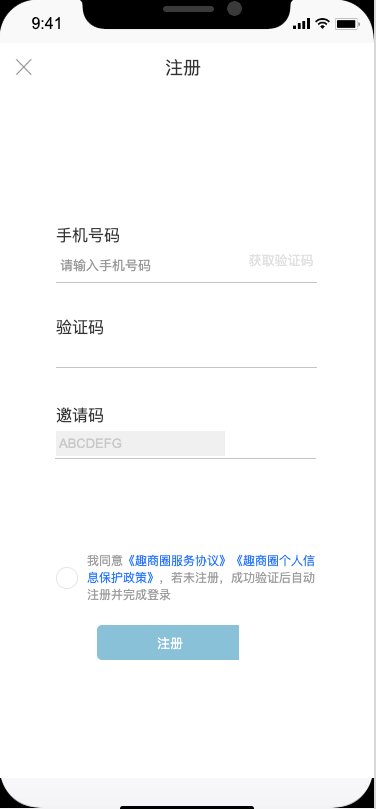 9:41
注册
手机号码
请输入手机号码
获取验证码
验证码
邀请码
ABCDEFG
我同意《趣商圈服务协议》《趣商圈个人信
息保护政策》，若未注册，成功验证后自动
注册并完成登录
注册